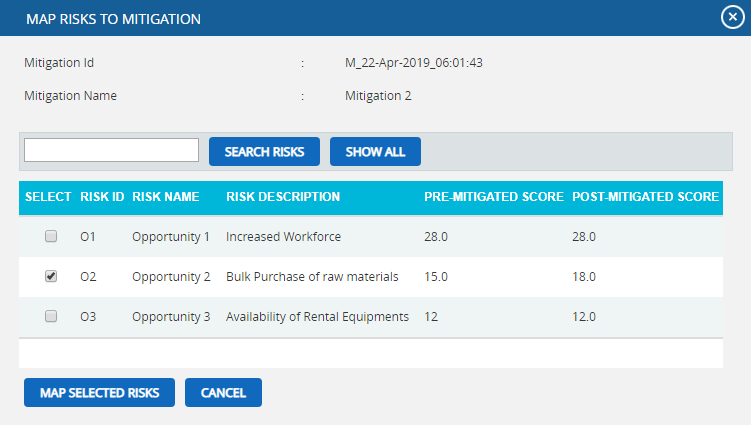 MAP RISKS TO MITIGATION
Mitigation Id : M_22-Apr-2019_06:01:43
Mitigation Name : Mitigation 2
SEARCH RISKS SHOW ALL
SELECT RISK ID RISK NAME RISK DESCRIPTION PRE-MITIGATED SCORE POST-MITIGATED SCORE
O1 Opportunity 1 Increased Workforce 28.0 28.0
O2 Opportunity 2 Bulk Purchase of raw materials 15.0 18.0
O3 Opportunity 3 Availability of Rental Equipments 12 12.0
MAP SELECTED RISKS CANCEL